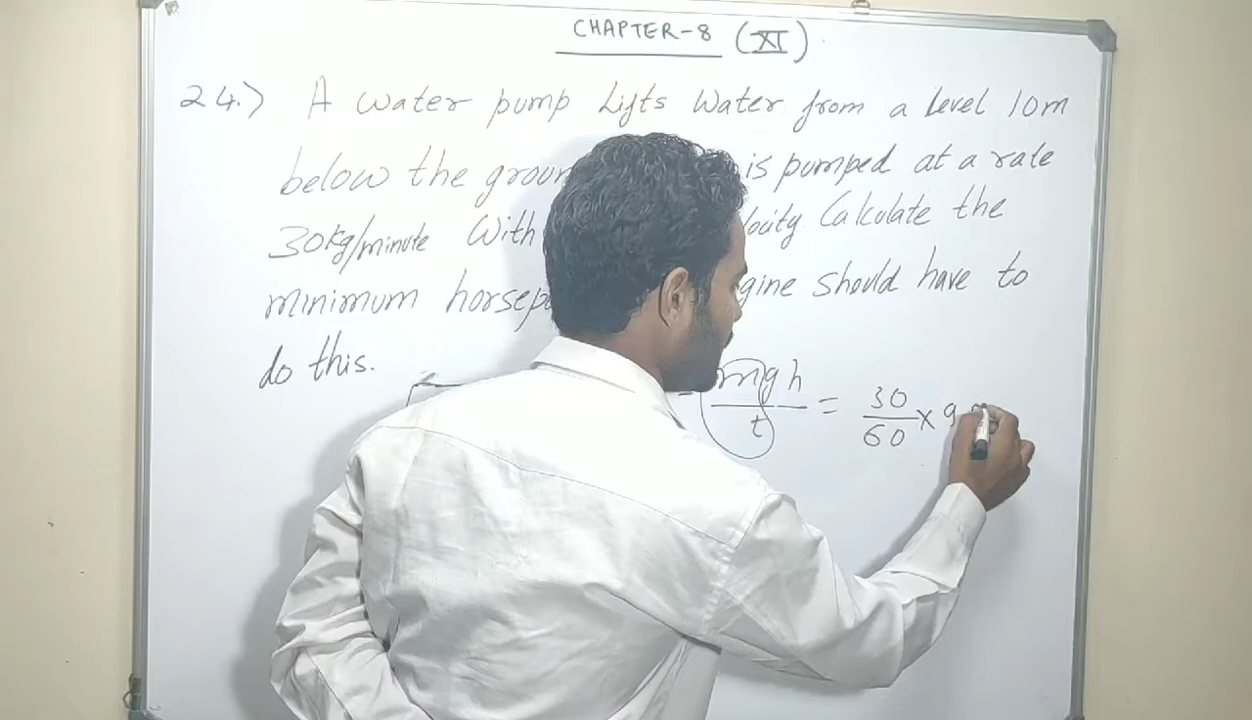 CHAPTER-8 (XI)
24.) A water pump lifts water from a level 10m
below the groun is pumped at a rate
30kg/minute With locity. Calculate the
minimum horsep gine should have to
do this.
mgh/t = 30/60 x 9